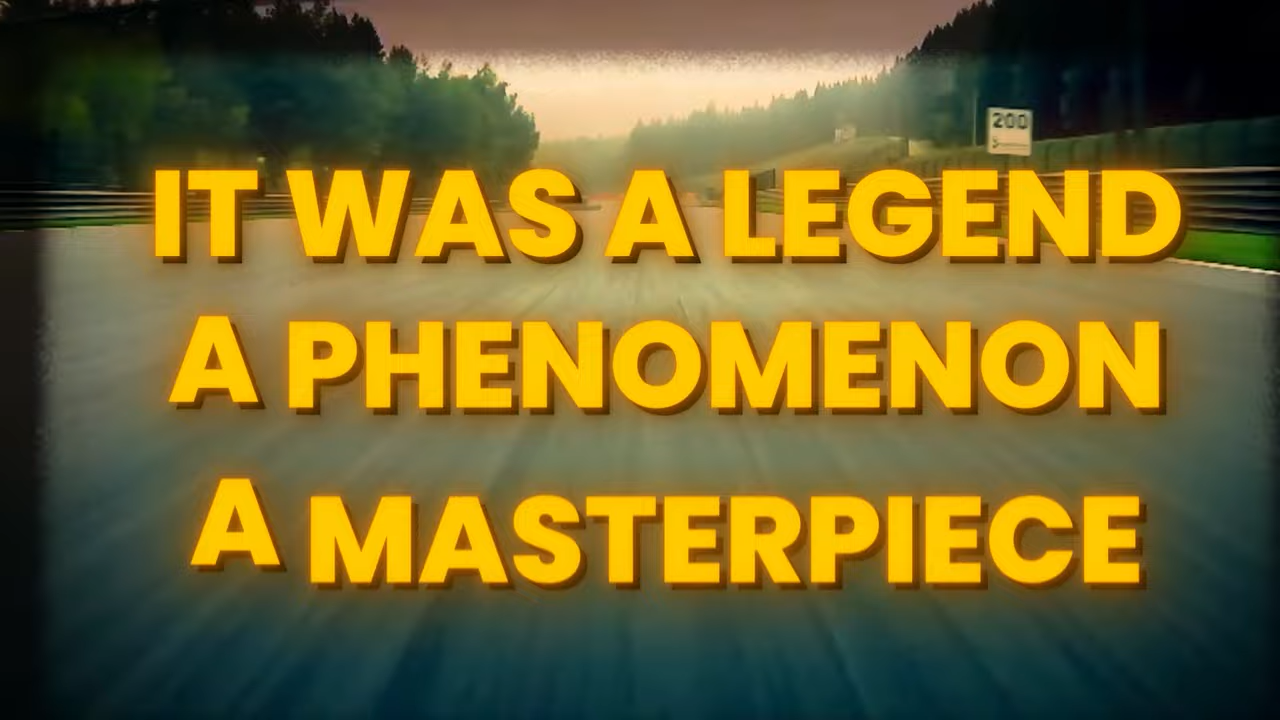 200
IT WAS A LEGEND
A PHENOMENON
A MASTERPIECE